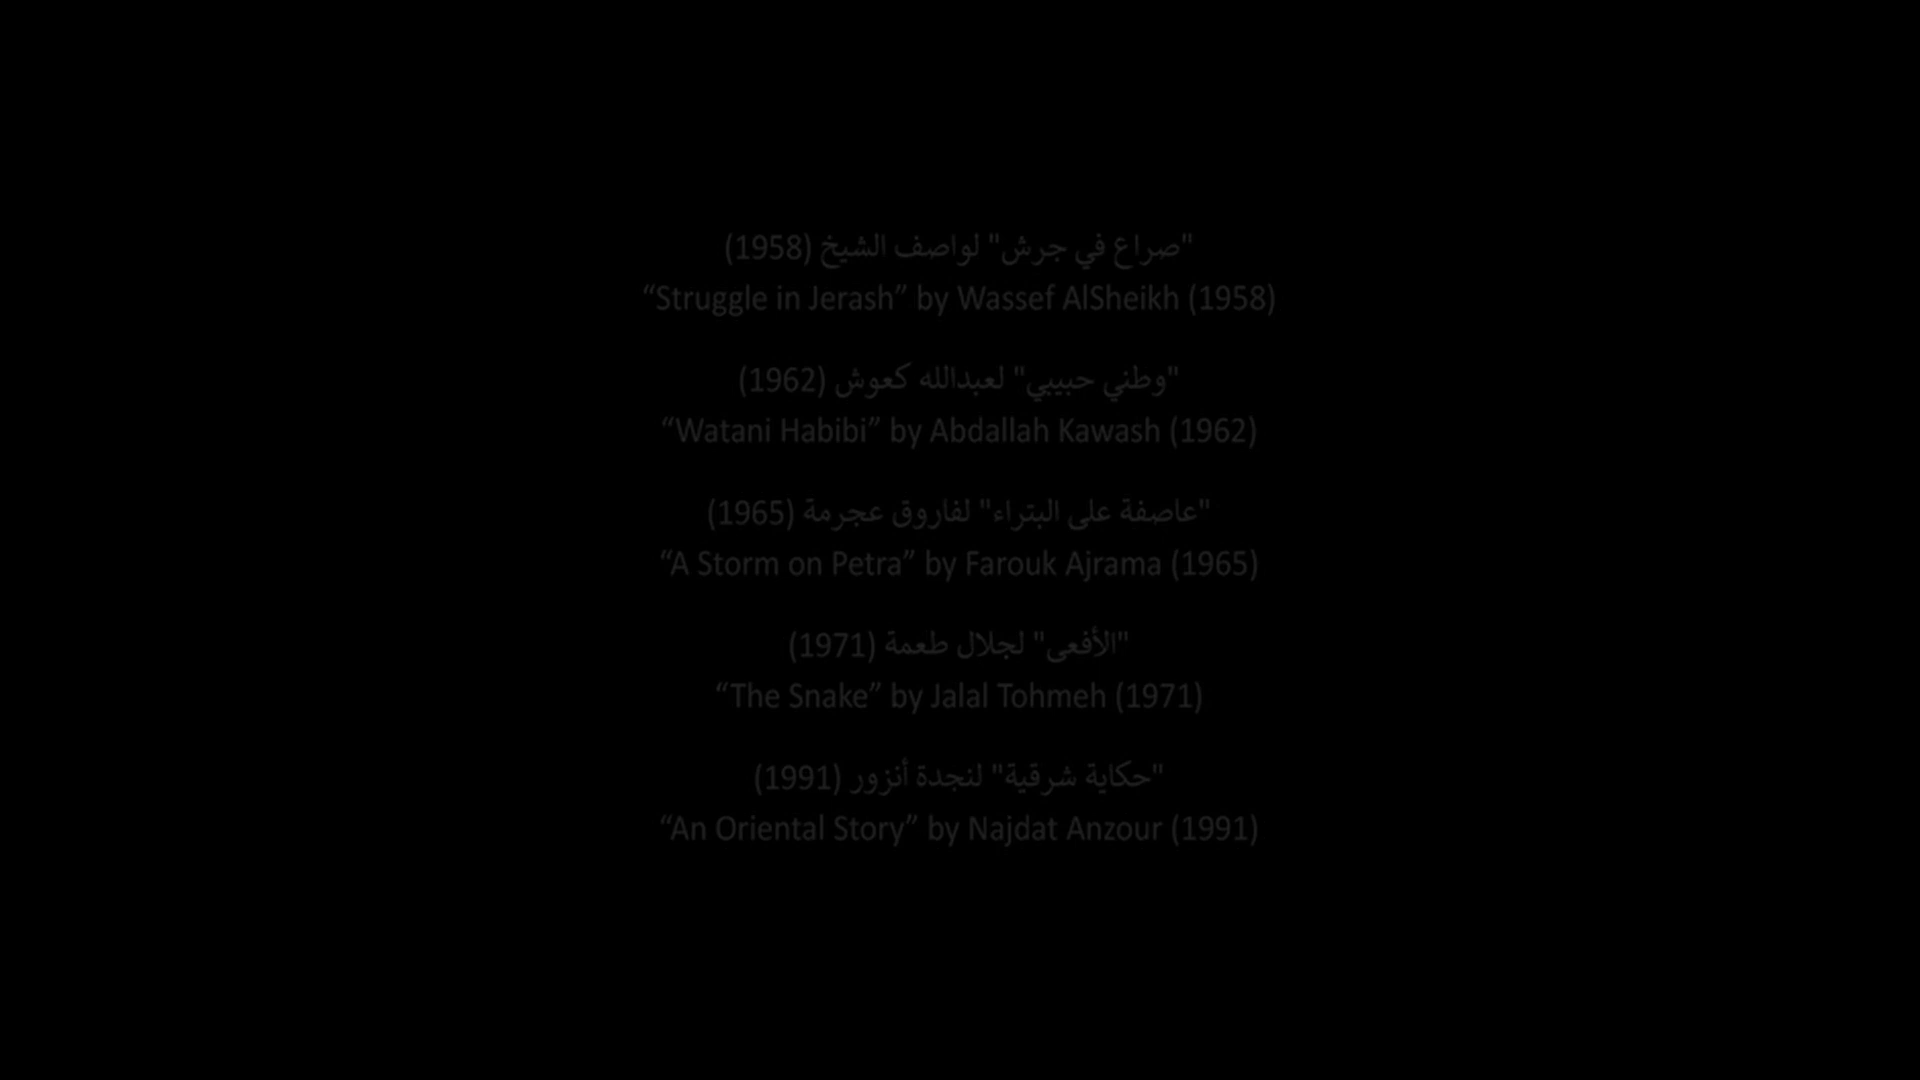 "صراع في جرش" لواصف الشيخ (1958)
“Struggle in Jerash” by Wassef AlSheikh (1958)
"وطني حبيبي" لعبدالله كعوش (1962)
“Watani Habibi” by Abdallah Kawash (1962)
"عاصفة على البتراء" لفاروق عجرمة (1965)
“A Storm on Petra” by Farouk Ajrama (1965)
"الأفعى" لجلال طعمة (1971)
“The Snake” by Jalal Tohmeh (1971)
"حكاية شرقية" لنجدة أنزور (1991)
“An Oriental Story” by Najdat Anzour (1991)